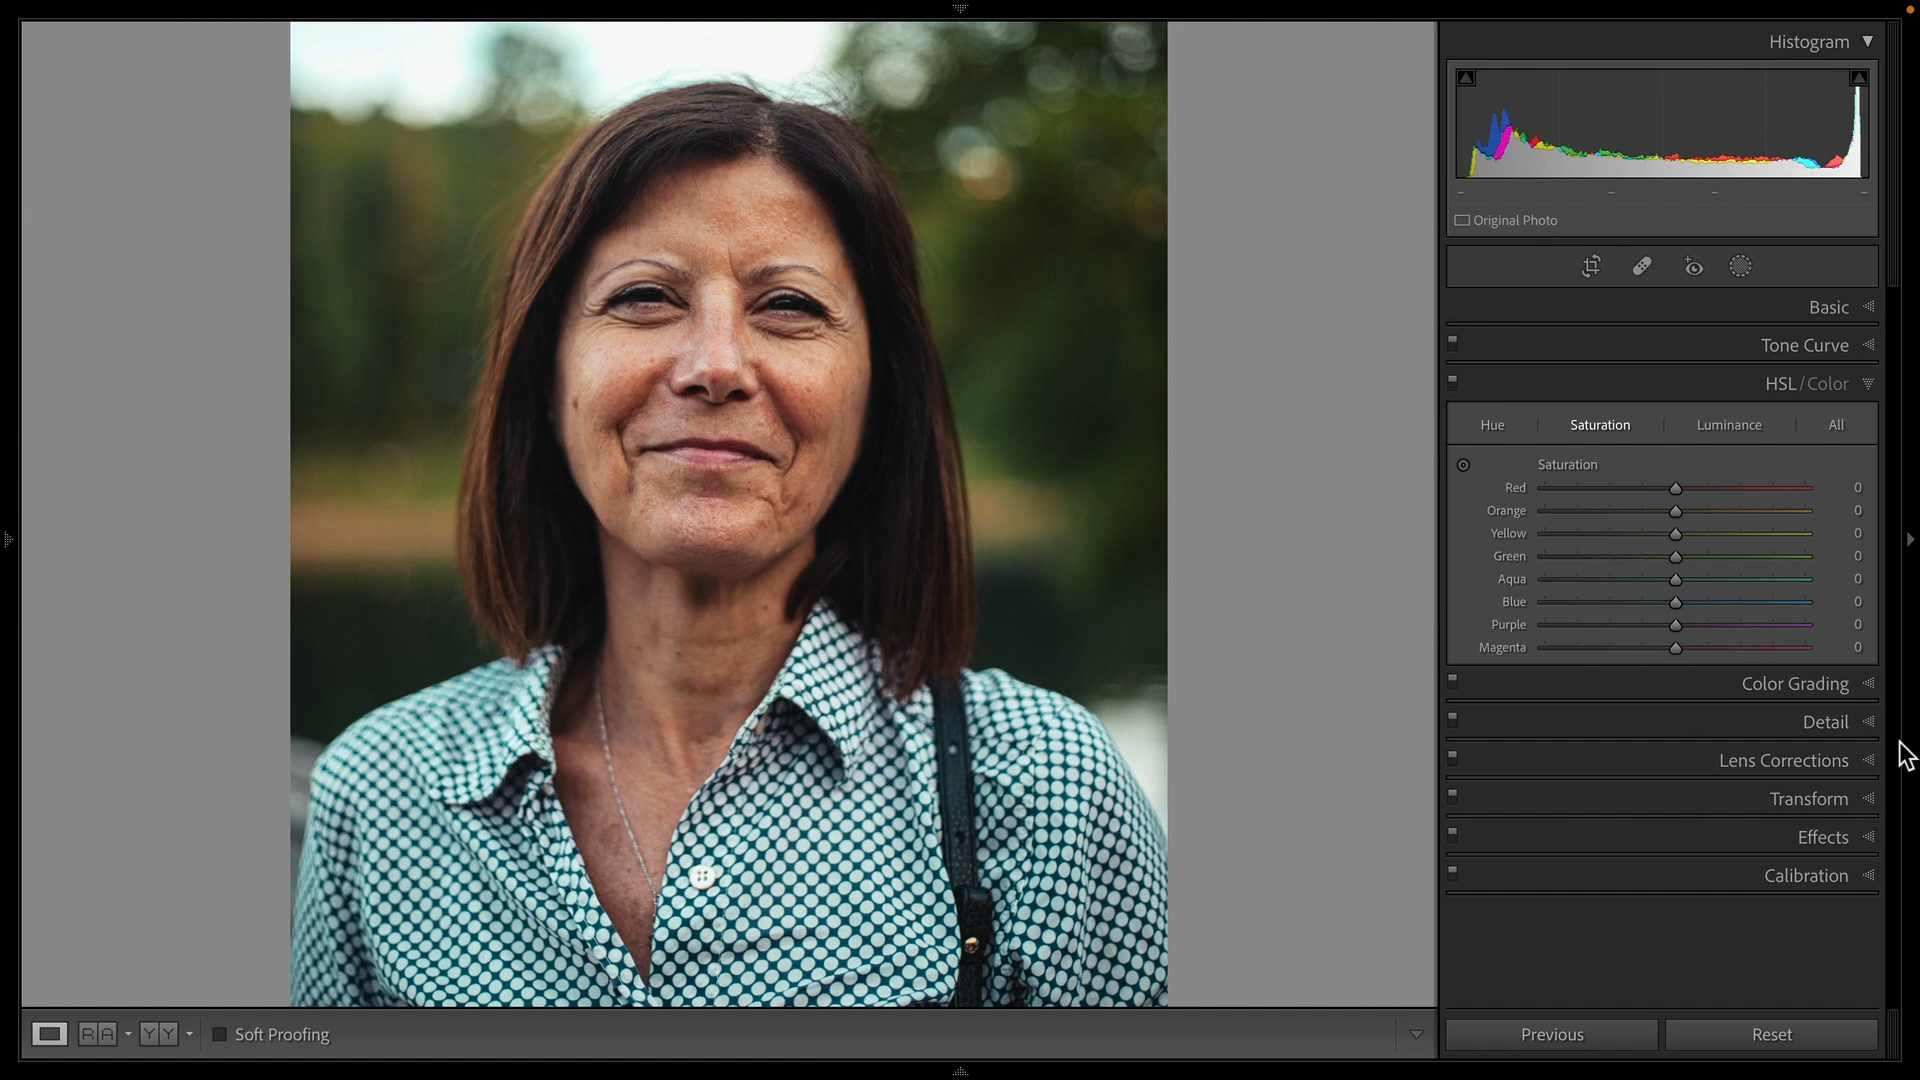 Histogram
Original Photo
Basic
Tone Curve
HSL / Color
Hue Saturation Luminance All
Saturation
Red 0
Orange 0
Yellow 0
Green 0
Aqua 0
Blue 0
Purple 0
Magenta 0
Color Grading
Detail
Lens Corrections
Transform
Effects
Calibration
R A Y Y Soft Proofing
Previous Reset